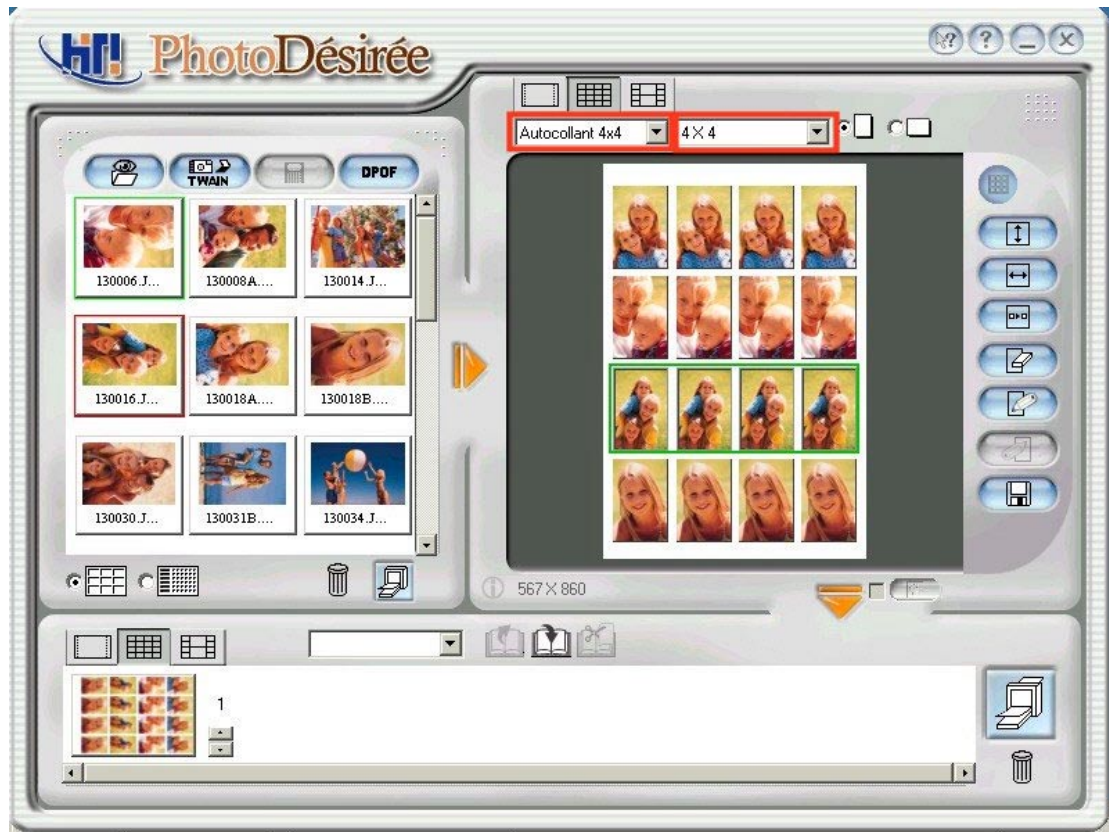 HiTi PhotoDésirée
Autocollant 4x4
4 X 4
TWAIN
DPOF
130006.J...
130008A....
130014.J...
130016.J...
130018A....
130018B....
130030.J...
130031B....
130034.J...
567 X 860
1